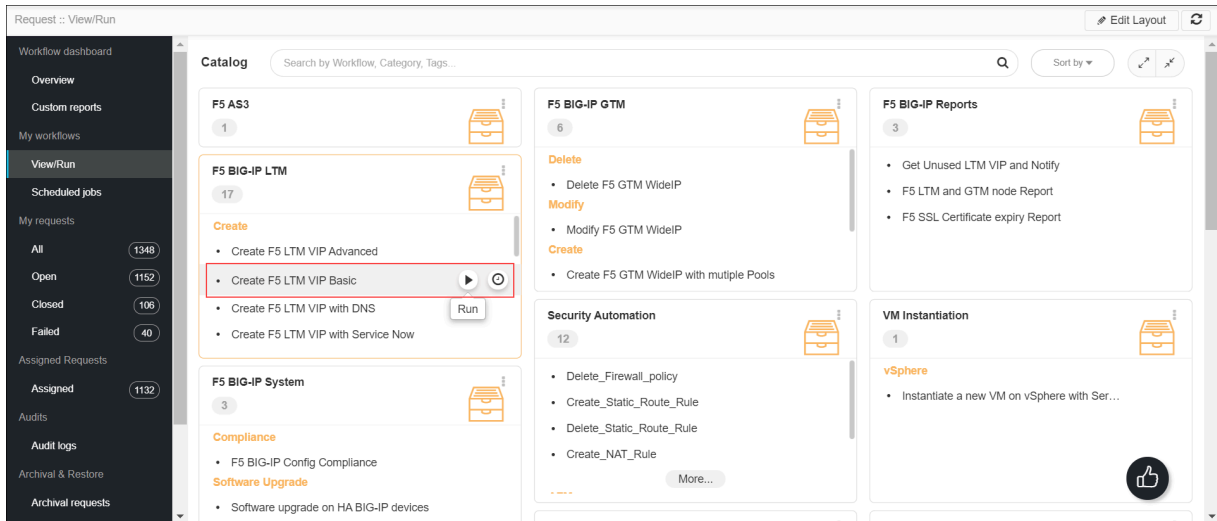 Request :: View/Run
Edit Layout
Workflow dashboard
Overview
Custom reports
My workflows
View/Run
Scheduled jobs
My requests
All 1348
Open 1152
Closed 106
Failed 40
Assigned Requests
Assigned 1132
Audits
Audit logs
Archival & Restore
Archival requests
Catalog
Search by Workflow, Category, Tags...
Sort by
F5 AS3
1
F5 BIG-IP LTM
17
Create
• Create F5 LTM VIP Advanced
• Create F5 LTM VIP Basic
Run
• Create F5 LTM VIP with DNS
• Create F5 LTM VIP with Service Now
F5 BIG-IP System
3
Compliance
• F5 BIG-IP Config Compliance
Software Upgrade
• Software upgrade on HA BIG-IP devices
F5 BIG-IP GTM
6
Delete
• Delete F5 GTM WideIP
Modify
• Modify F5 GTM WideIP
Create
• Create F5 GTM WideIP with mutiple Pools
Security Automation
12
• Delete_Firewall_policy
• Create_Static_Route_Rule
• Delete_Static_Route_Rule
• Create_NAT_Rule
More...
F5 BIG-IP Reports
3
• Get Unused LTM VIP and Notify
• F5 LTM and GTM node Report
• F5 SSL Certificate expiry Report
VM Instantiation
1
vSphere
• Instantiate a new VM on vSphere with Ser...